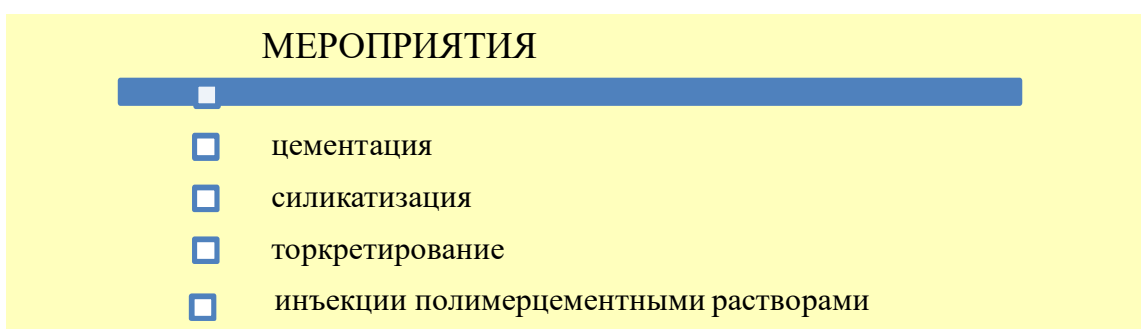 МЕРОПРИЯТИЯ
цементация
силикатизация
торкретирование
инъекции полимерцементными растворами